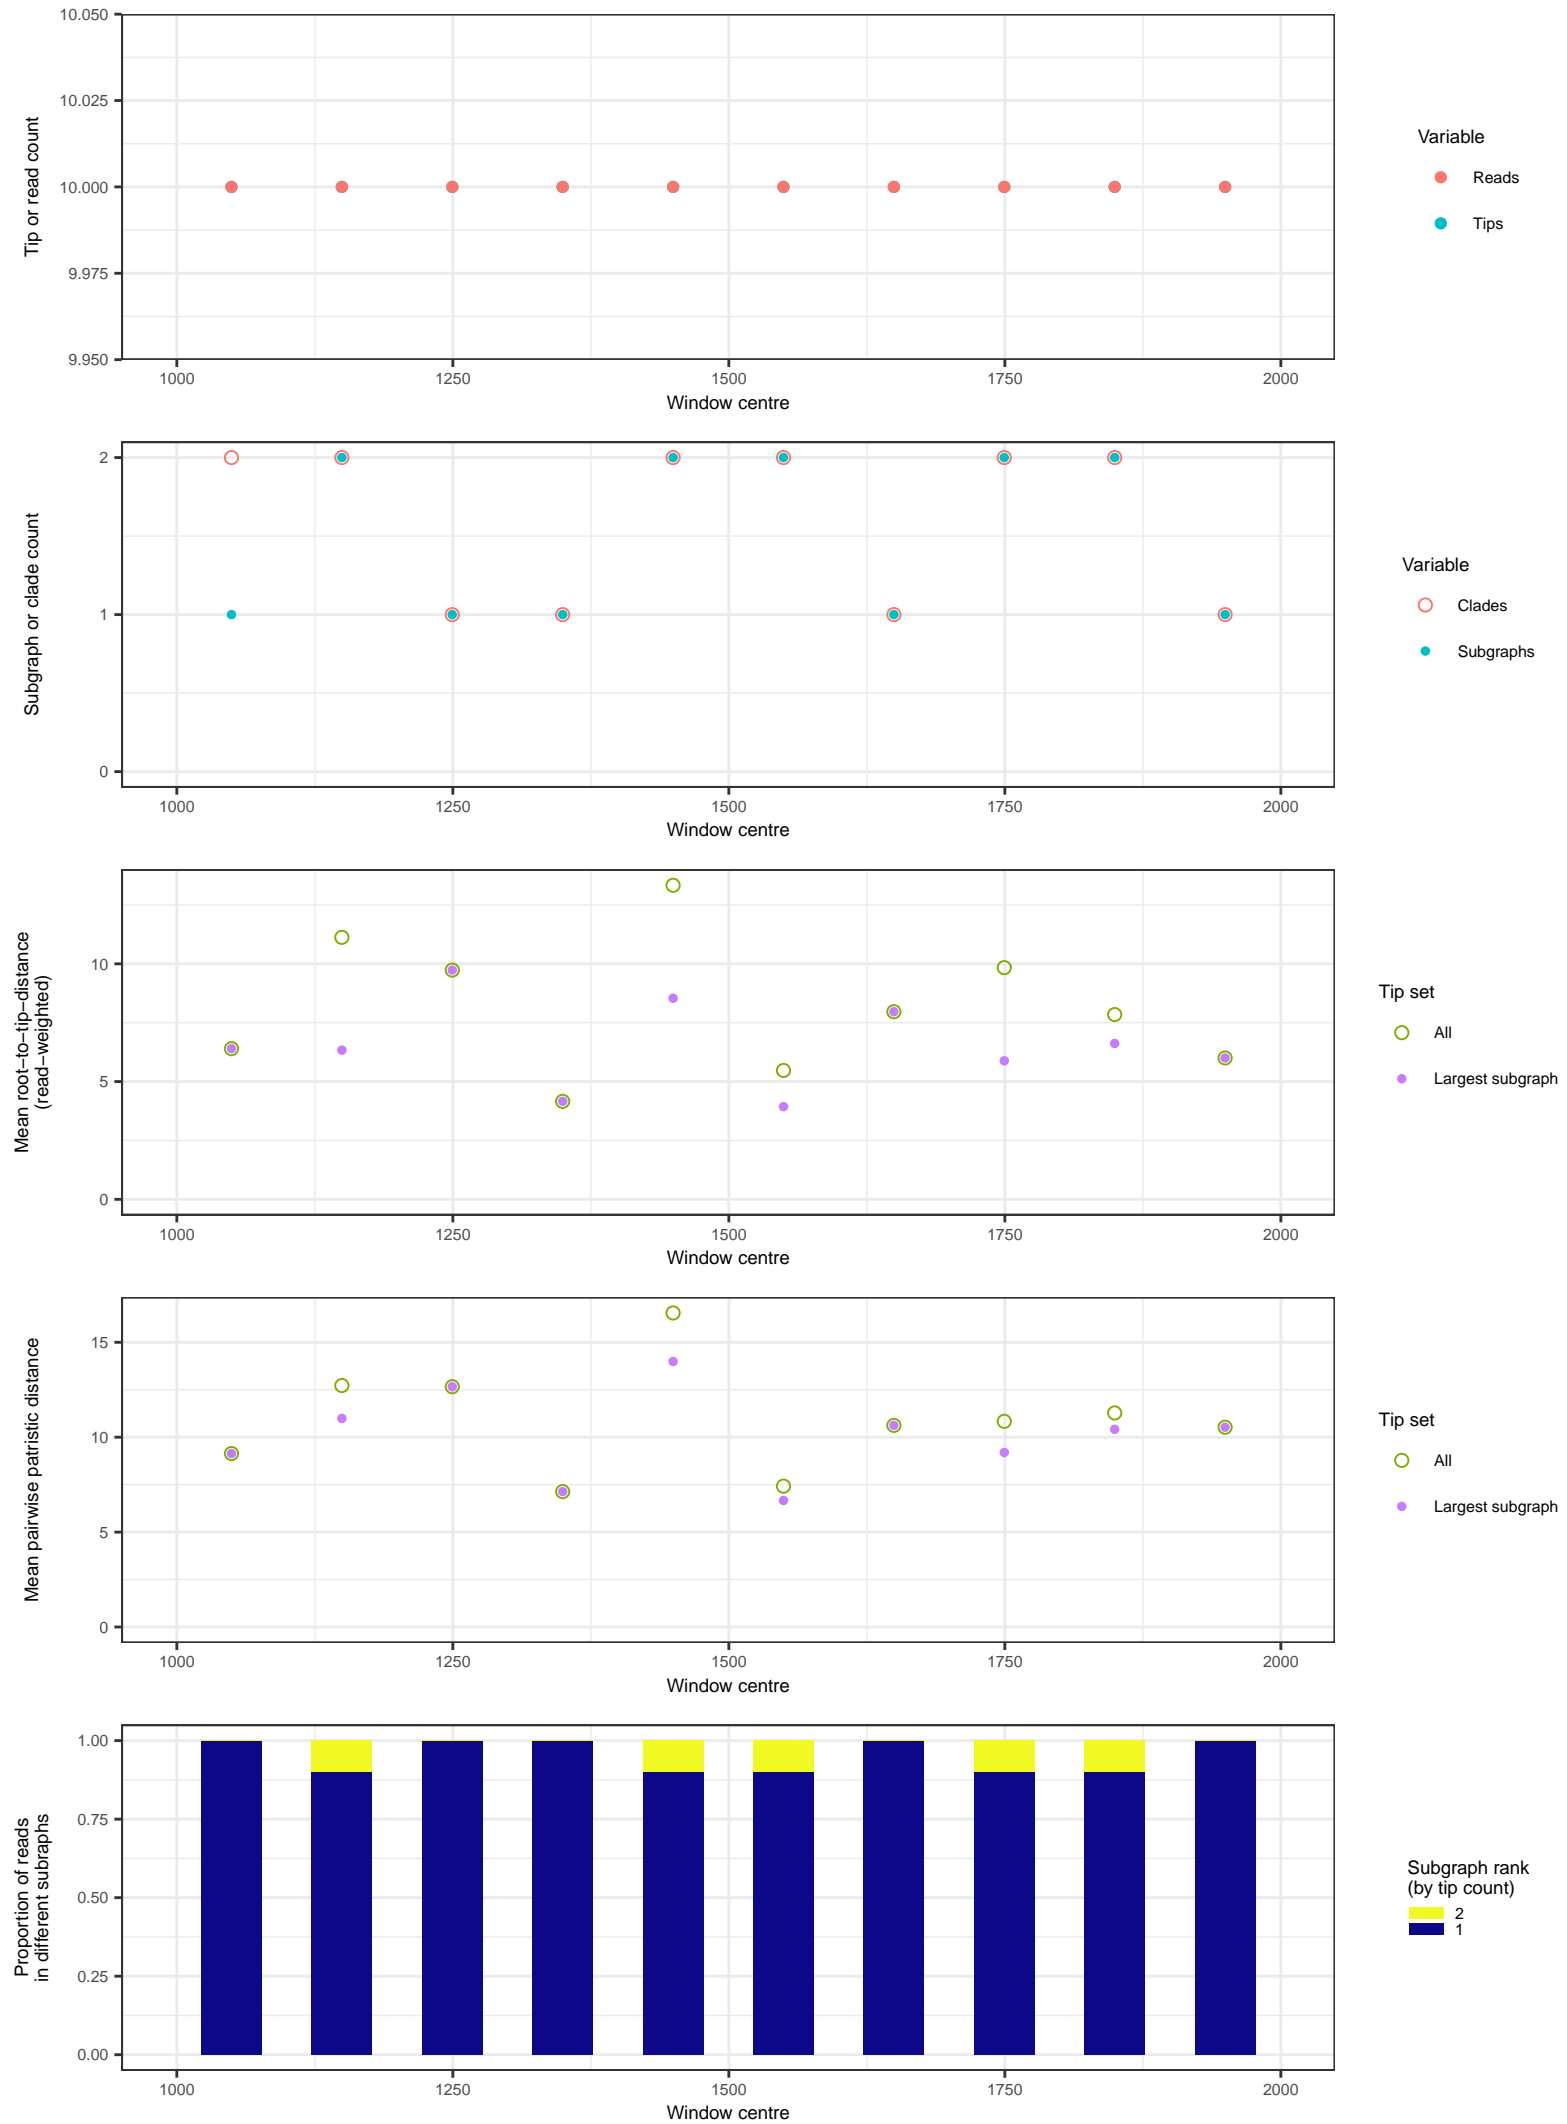 10.050
10.025
10.000
9.975
9.950
Tip or read count
1000 1250 1500 1750 2000
Window centre
Variable
Reads
Tips
2
1
0
Subgraph or clade count
1000 1250 1500 1750 2000
Window centre
Variable
Clades
Subgraphs
10
5
0
Mean root−to−tip−distance
(read−weighted)
1000 1250 1500 1750 2000
Window centre
Tip set
All
Largest subgraph
15
10
5
0
Mean pairwise patristic distance
1000 1250 1500 1750 2000
Window centre
Tip set
All
Largest subgraph
1.00
0.75
0.50
0.25
0.00
Proportion of reads
in different subraphs
1000 1250 1500 1750 2000
Window centre
Subgraph rank
(by tip count)
2
1